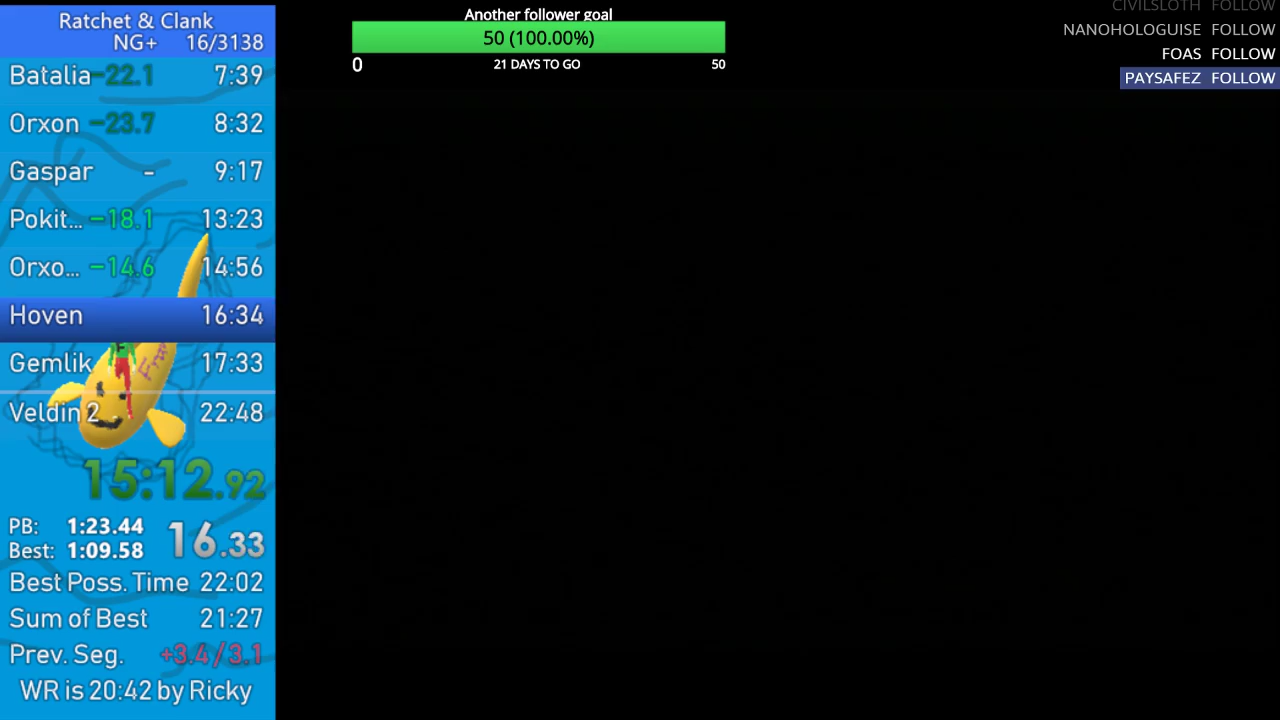 Ratchet & Clank
NG+ 16/3138
Batalia -22.1 7:39
Orxon -23.7 8:32
Gaspar - 9:17
Pokit... -18.1 13:23
Orxo... -14.6 14:56
Hoven 16:34
Gemlik 17:33
Veldin 2 22:48
15:12.92
PB: 1:23.44
Best: 1:09.58
16.33
Best Poss. Time 22:02
Sum of Best 21:27
Prev. Seg. +3.4/3.1
WR is 20:42 by Ricky
Another follower goal
50 (100.00%)
0 21 DAYS TO GO 50
CIVILSLOTH FOLLOW
NANOHOLOGUISE FOLLOW
FOAS FOLLOW
PAYSAFEZ FOLLOW